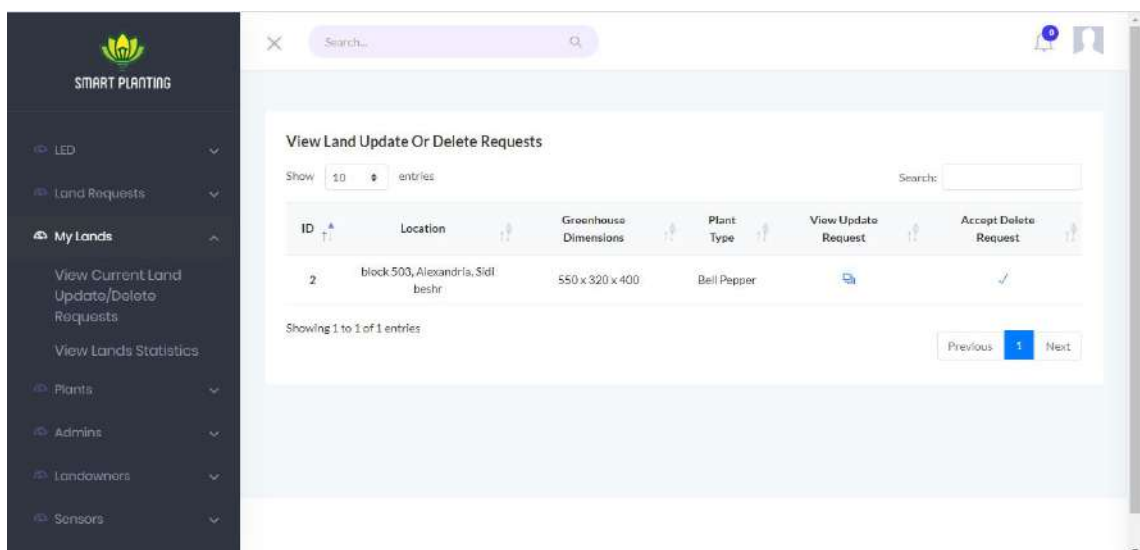 SMART PLANTING
LED
Land Requests
My Lands
View Current Land
Update/Delete
Requests
View Lands Statistics
Plants
Admins
Landowners
Sensors
Search...
0
View Land Update Or Delete Requests
Show 10 entries
Search:
ID Location Greenhouse Dimensions Plant Type View Update Request Accept Delete Request
2 block 503, Alexandria, Sidi beshr 550 x 320 x 400 Bell Pepper
Showing 1 to 1 of 1 entries
Previous 1 Next